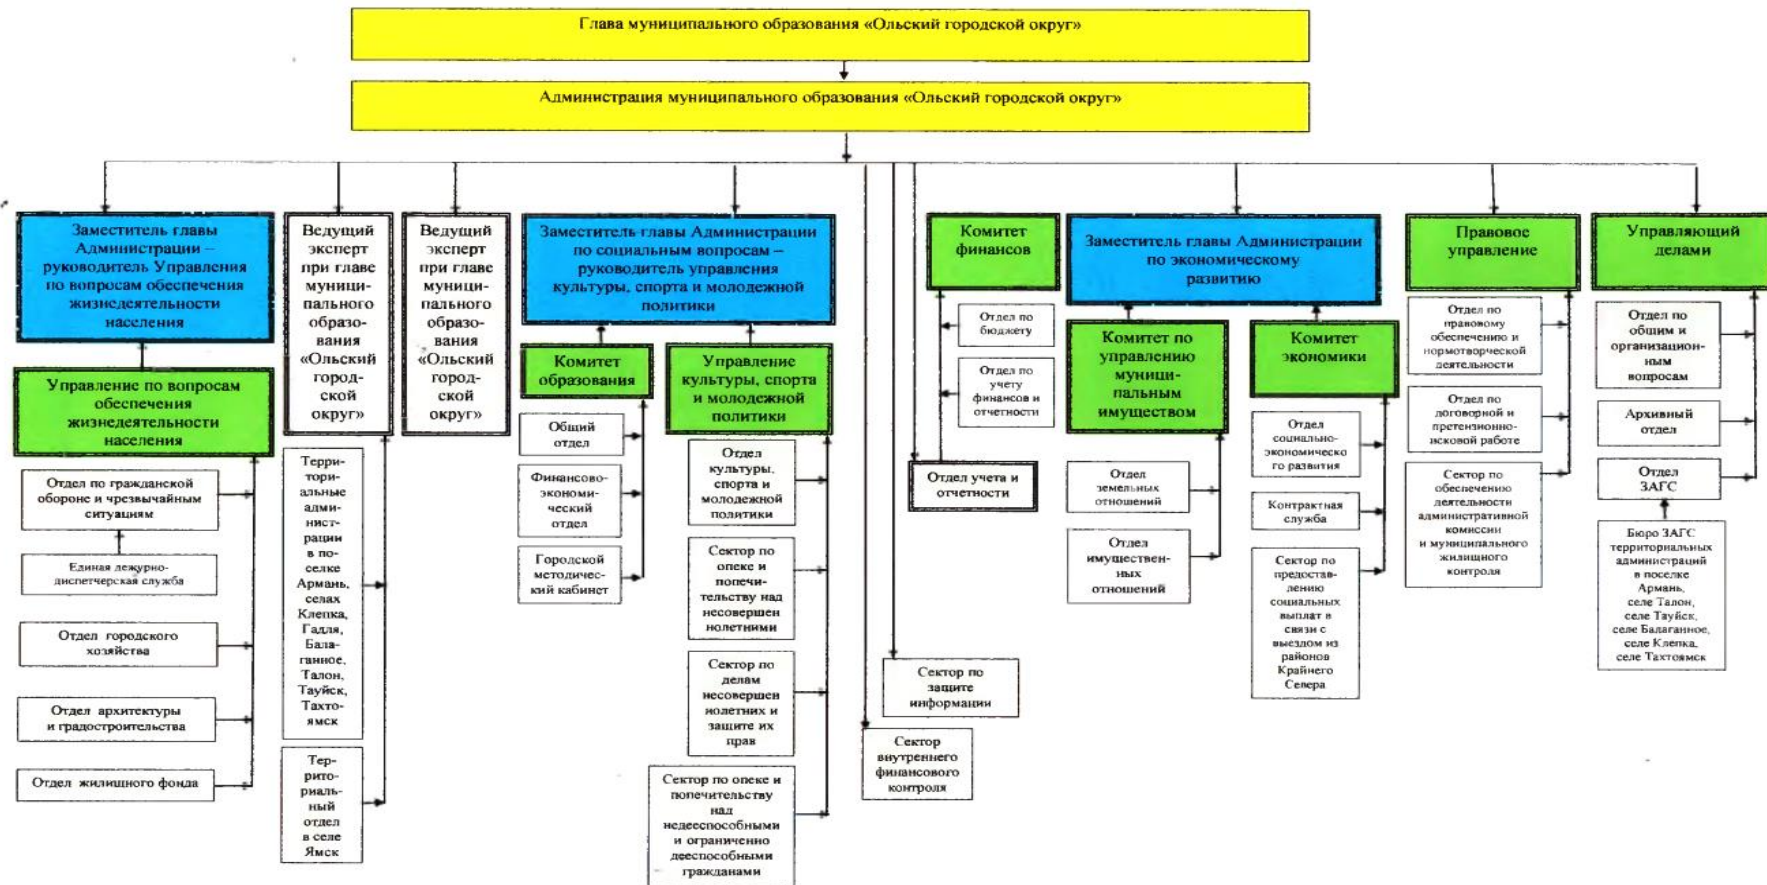 Глава муниципального образования «Ольский городской округ»
Администрация муниципального образования «Ольский городской округ»
Заместитель главы
Администрации –
руководитель Управления
по вопросам обеспечения
жизнедеятельности
населения
Управление по вопросам
обеспечения
жизнедеятельности
населения
Отдел по гражданской
обороне и чрезвычайным
ситуациям
Единая дежурно-
диспетчерская служба
Отдел городского
хозяйства
Отдел архитектуры
и градостроительства
Отдел жилищного фонда
Ведущий
эксперт
при главе
муници-
пального
образо-
вания
«Ольский
город-
ской
округ»
Терри-
ториальные
адми-
нист-
рации
в по-
селке
Армань,
селах
Клепка,
Гадля,
Бала-
ганное,
Талон,
Тауйск,
Тахто-
ямск
Тер-
рито-
риаль-
ный
отдел
в селе
Ямск
Ведущий
эксперт
при главе
муници-
пального
образо-
вания
«Ольский
город-
ской
округ»
Заместитель главы Администрации
по социальным вопросам –
руководитель управления
культуры, спорта и молодежной
политики
Комитет
образования
Общий
отдел
Финансово-
экономи-
ческий
отдел
Городской
методичес-
кий кабинет
Управление
культуры, спорта
и молодежной
политики
Отдел
культуры,
спорта и
молодежной
политики
Сектор по
опеке и
попечи-
тельству над
несовершен
нолетними
Сектор по
делам
несовершен
нолетних и
защите их
прав
Сектор по опеке и
попечительству
над
недееспособными
и ограниченно
дееспособными
гражданами
Сектор
внутреннего
финансового
контроля
Сектор по
защите
информации
Комитет
финансов
Отдел по
бюджету
Отдел по
учету
финансов и
отчетности
Отдел учета и
отчетности
Заместитель главы Администрации
по экономическому
развитию
Комитет по
управлению
муници-
пальным
имуществом
Отдел
земельных
отношений
Отдел
имуществен-
ных
отношений
Комитет
экономики
Отдел
социально-
экономическо
го развития
Контрактная
служба
Сектор по
предостав-
лению
социальных
выплат в
связи с
выездом из
районов
Крайнего
Севера
Правовое
управление
Отдел по
правовому
обеспечению и
нормотворческой
деятельности
Отдел по
договорной и
претензионно-
исковой работе
Сектор по
обеспечению
деятельности
административной
комиссии
и муниципального
жилищного
контроля
Управляющий
делами
Отдел по
общим и
организацион-
ным
вопросам
Архивный
отдел
Отдел
ЗАГС
Бюро ЗАГС
территориальных
администраций
в поселке
Армань,
селе Талон,
селе Тауйск,
селе Балаганное,
селе Клепка,
селе Тахтоямск